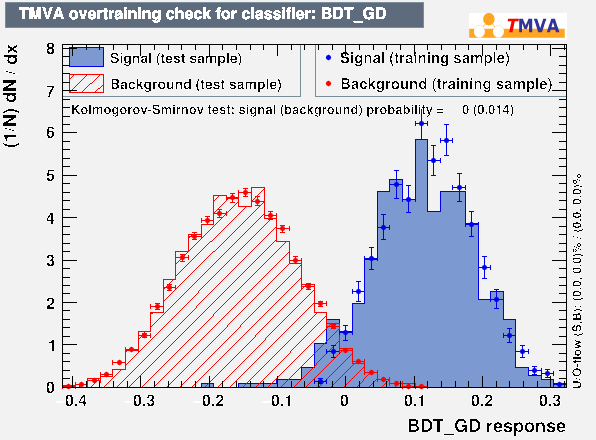 TMVA overtraining check for classifier: BDT_GD
TMVA
(1/N) dN / dx
8
7
6
5
4
3
2
1
0
Signal (test sample)
Background (test sample)
Signal (training sample)
Background (training sample)
Kolmogorov-Smirnov test: signal (background) probability = 0 (0.014)
−0.4 −0.3 −0.2 −0.1 0 0.1 0.2 0.3
BDT_GD response
U/O-flow (S,B): (0.0, 0.0)% / (0.0, 0.0)%